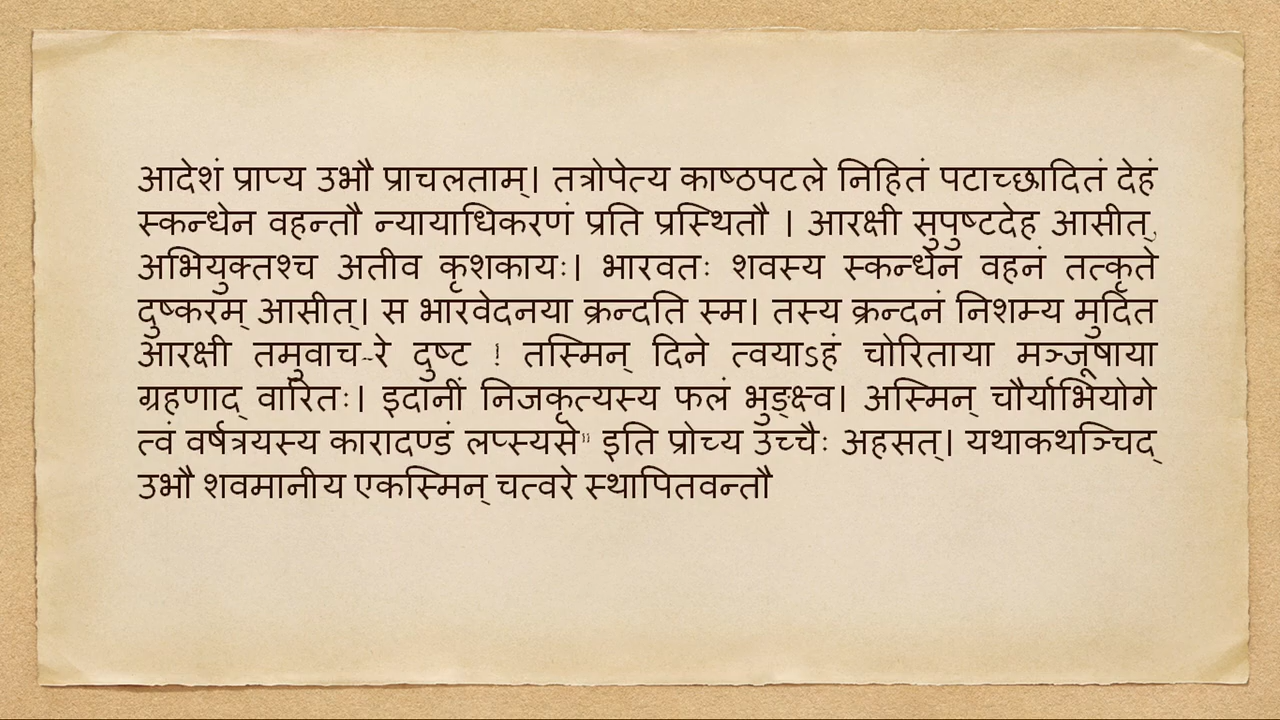 आदेशं प्राप्य उभौ प्राचलताम्। तत्रोपेत्य काष्ठपटले निहितं पटाच्छादितं देहं
स्कन्धेन वहन्तौ न्यायाधिकरणं प्रति प्रस्थितौ । आरक्षी सुपुष्टदेह आसीत्,
अभियुक्तश्च अतीव कृशकायः। भारवतः शवस्य स्कन्धेन वहनं तत्कृते
दुष्करम् आसीत्। स भारवेदनया क्रन्दति स्म। तस्य क्रन्दनं निशम्य मुदित
आरक्षी तमुवाच-रे दुष्ट ! तस्मिन् दिने त्वयाऽहं चोरिताया मञ्जूषाया
ग्रहणाद् वारितः। इदानीं निजकृत्यस्य फलं भुङ्क्ष्व। अस्मिन् चौर्याभियोगे
त्वं वर्षत्रयस्य कारादण्डं लप्स्यसे" इति प्रोच्य उच्चैः अहसत्। यथाकथञ्चिद्
उभौ शवमानीय एकस्मिन् चत्वरे स्थापितवन्तौ